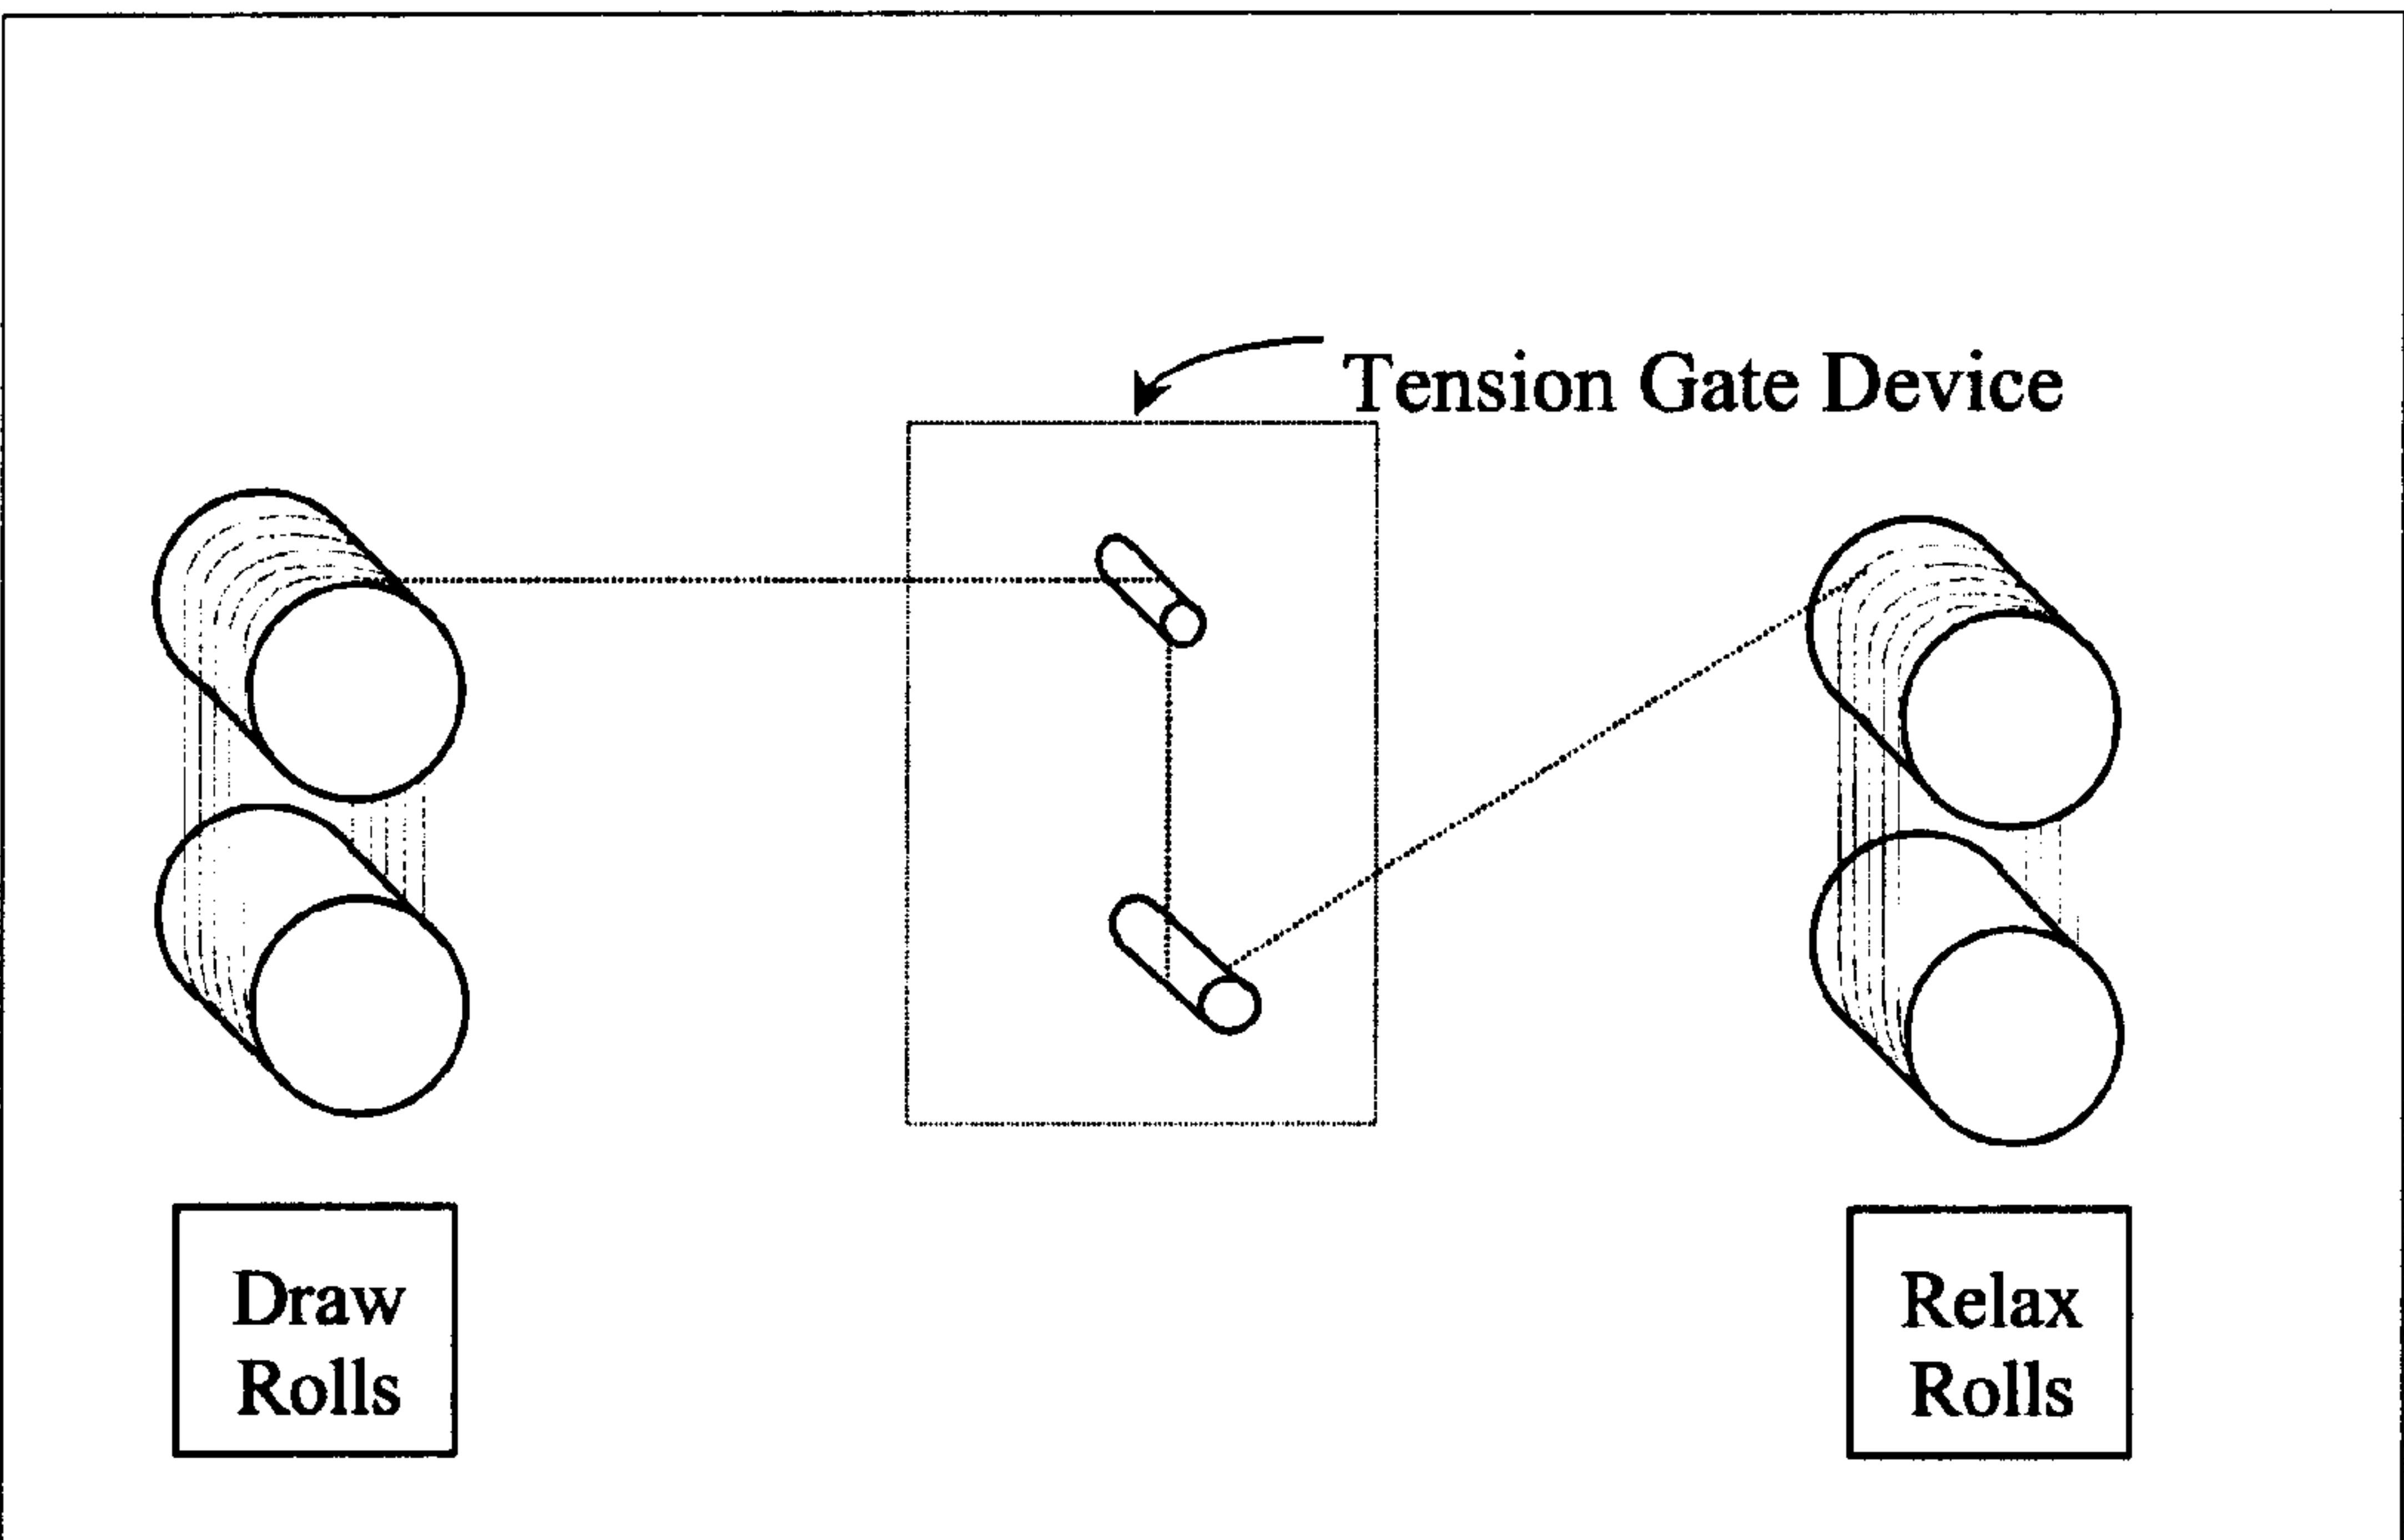 Tension Gate Device
Draw
Rolls
Relax
Rolls